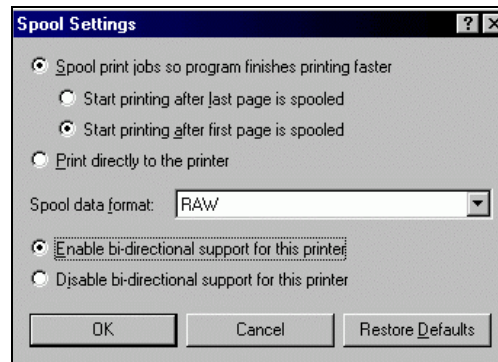 Spool Settings
Spool print jobs so program finishes printing faster
Start printing after last page is spooled
Start printing after first page is spooled
Print directly to the printer
Spool data format: RAW
Enable bi-directional support for this printer
Disable bi-directional support for this printer
OK Cancel Restore Defaults